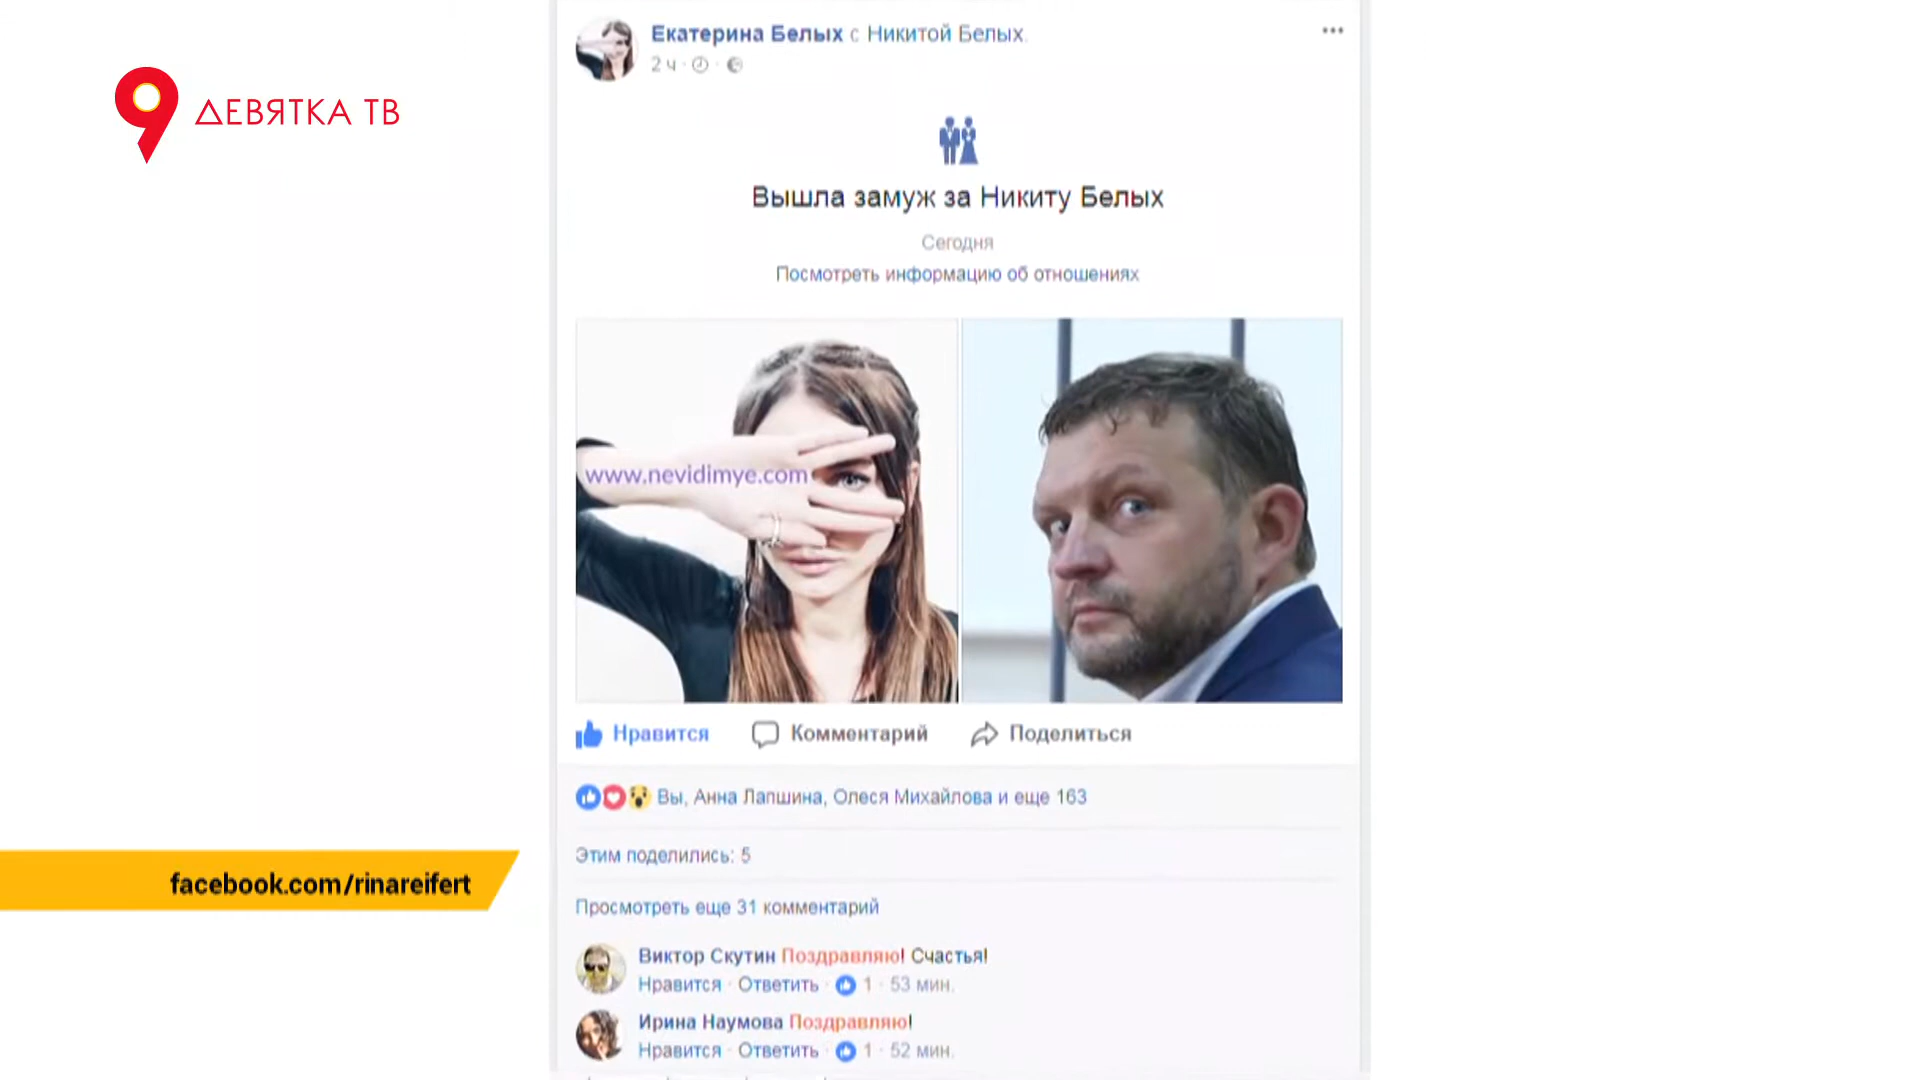 Екатерина Белых с Никитой Белых.
2 ч
9 ДЕВЯТКА ТВ
Вышла замуж за Никиту Белых
Сегодня
Посмотреть информацию об отношениях
www.nevidimye.com
Нравится Комментарий Поделиться
Вы, Анна Лапшина, Олеся Михайлова и еще 163
Этим поделились: 5
facebook.com/rinareifert
Просмотреть еще 31 комментарий
Виктор Скутин Поздравляю! Счастья!
Нравится · Ответить · 1 · 53 мин.
Ирина Наумова Поздравляю!
Нравится · Ответить · 1 · 52 мин.